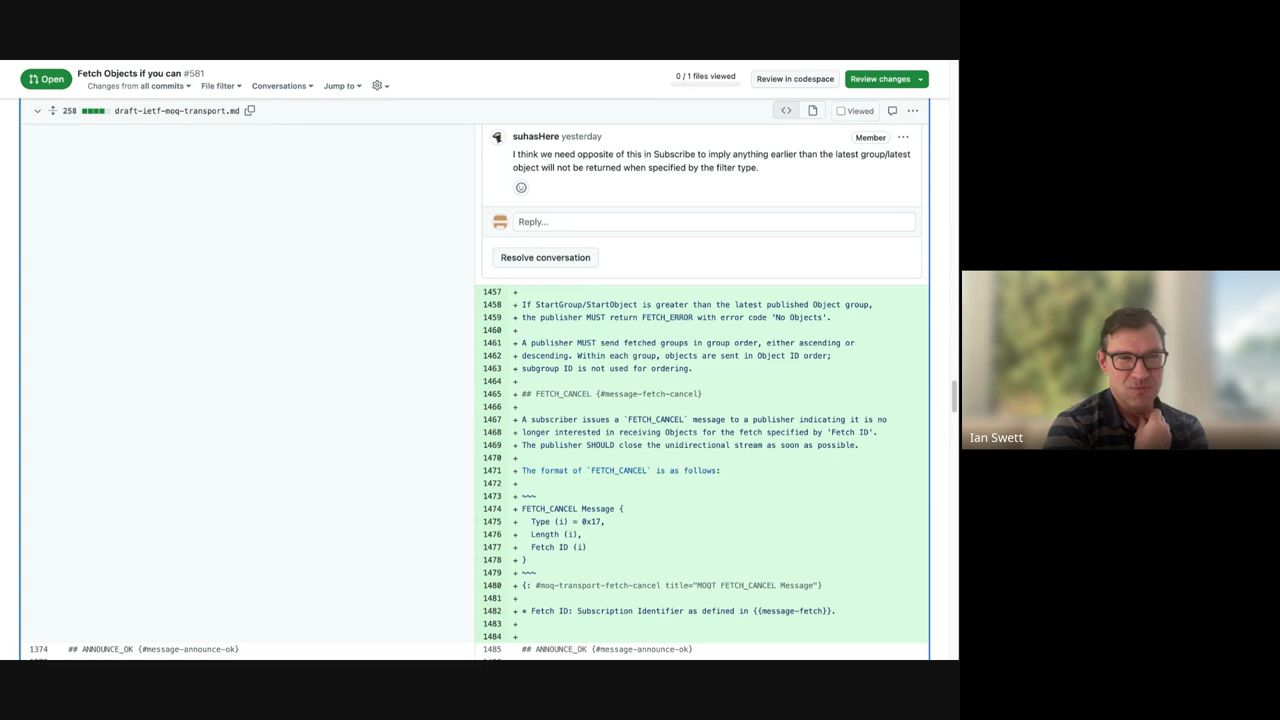 Open
Fetch Objects if you can #581
Changes from all commits
File filter
Conversations
Jump to
0 / 1 files viewed
Review in codespace
Review changes
258 draft-ietf-moq-transport.md
Viewed
suhasHere yesterday
Member
I think we need opposite of this in Subscribe to imply anything earlier than the latest group/latest
object will not be returned when specified by the filter type.
Reply...
Resolve conversation
1457 +
1458 + If StartGroup/StartObject is greater than the latest published Object group,
1459 + the publisher MUST return FETCH_ERROR with error code 'No Objects'.
1460 +
1461 + A publisher MUST send fetched groups in group order, either ascending or
1462 + descending. Within each group, objects are sent in Object ID order;
1463 + subgroup ID is not used for ordering.
1464 +
1465 + ## FETCH_CANCEL {#message-fetch-cancel}
1466 +
1467 + A subscriber issues a `FETCH_CANCEL` message to a publisher indicating it is no
1468 + longer interested in receiving Objects for the fetch specified by 'Fetch ID'.
1469 + The publisher SHOULD close the unidirectional stream as soon as possible.
1470 +
1471 + The format of `FETCH_CANCEL` is as follows:
1472 +
1473 + ~~~
1474 + FETCH_CANCEL Message {
1475 + Type (i) = 0x17,
1476 + Length (i),
1477 + Fetch ID (i)
1478 + }
1479 + ~~~
1480 + {: #moq-transport-fetch-cancel title="MOQT FETCH_CANCEL Message"}
1481 +
1482 + * Fetch ID: Subscription Identifier as defined in {{message-fetch}}.
1483 +
1484 +
1374 ## ANNOUNCE_OK {#message-announce-ok}
1485 ## ANNOUNCE_OK {#message-announce-ok}
Ian Swett